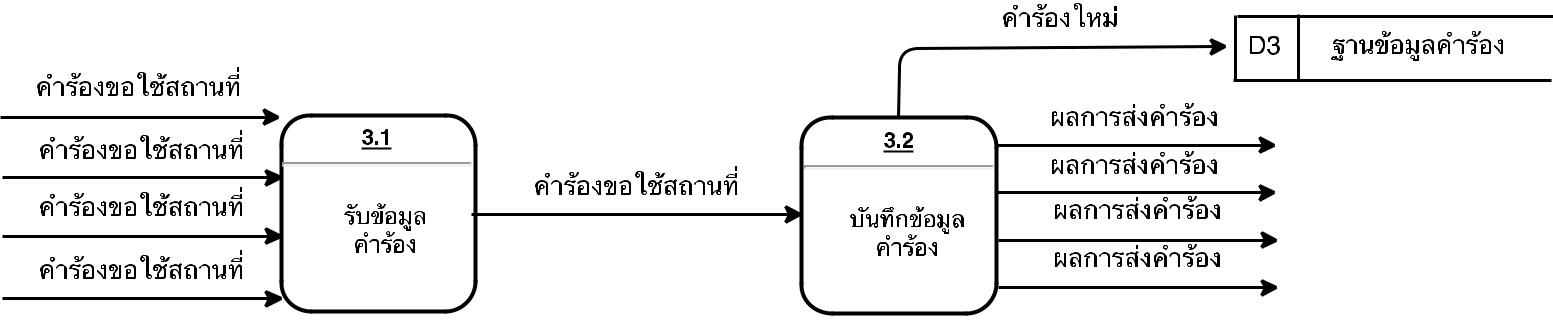 คำร้องใหม่
D3 ฐานข้อมูลคำร้อง
คำร้องขอใช้สถานที่
คำร้องขอใช้สถานที่
คำร้องขอใช้สถานที่
คำร้องขอใช้สถานที่
3.1
รับข้อมูล
คำร้อง
คำร้องขอใช้สถานที่
3.2
บันทึกข้อมูล
คำร้อง
ผลการส่งคำร้อง
ผลการส่งคำร้อง
ผลการส่งคำร้อง
ผลการส่งคำร้อง